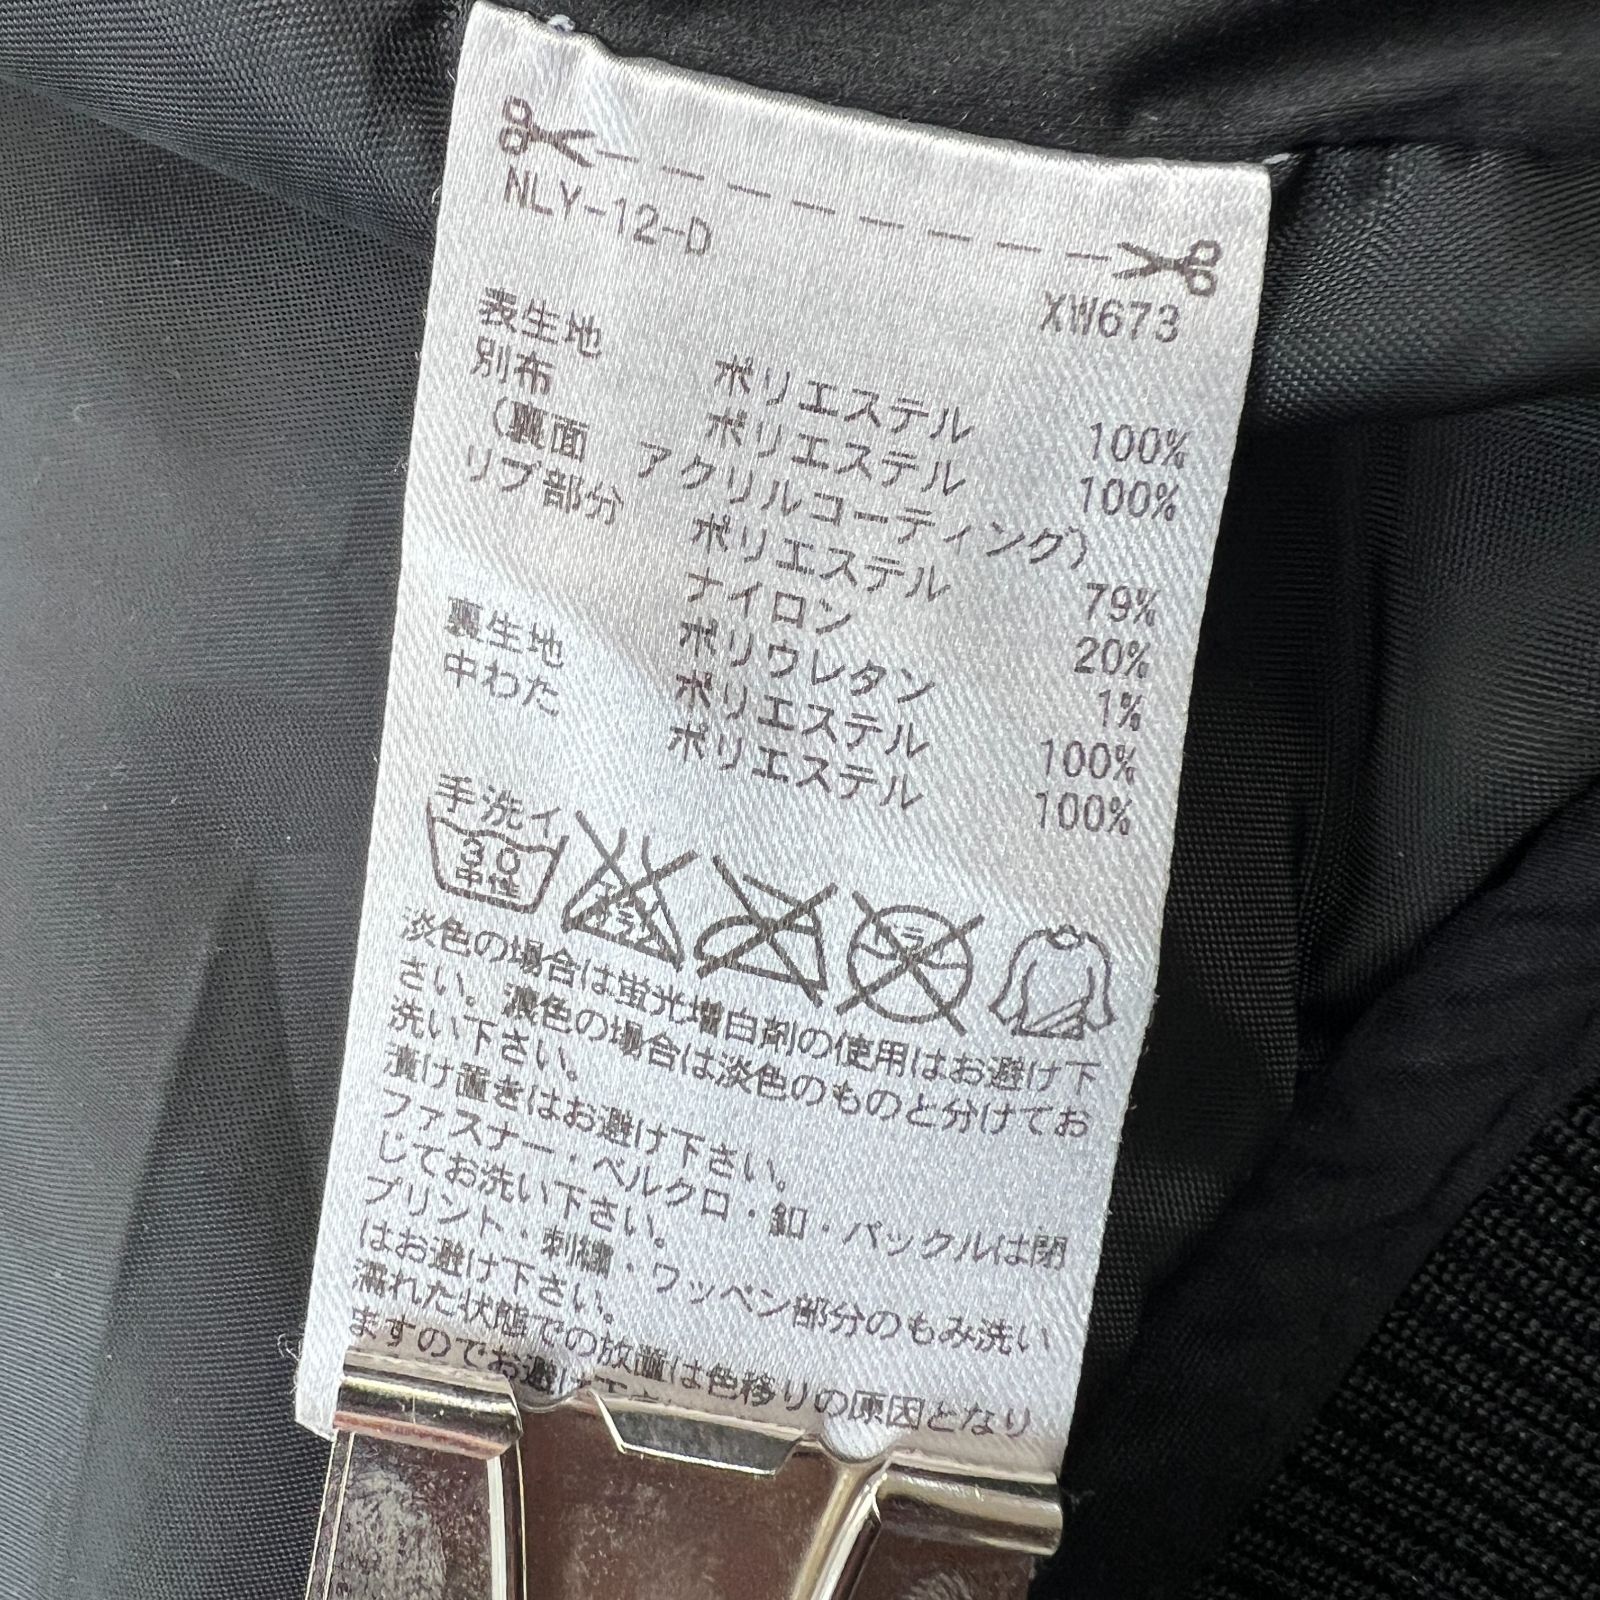 NLY-12-D
XW673
表生地 ポリエステル 100%
別布 ポリエステル 100%
(裏面 アクリルコーティング)
リブ部分 ポリエステル 79%
ナイロン 20%
ポリウレタン 1%
裏生地 ポリエステル 100%
中わた ポリエステル 100%
手洗イ
30
中性
エンソサラシ
ドライ
淡色の場合は蛍光増白剤の使用はお避け下
さい。濃色の場合は淡色のものと分けてお
洗い下さい。
漬け置きはお避け下さい。
ファスナー・ベルクロ・釦・バックルは閉
じてお洗い下さい。
プリント・刺繍・ワッペン部分のもみ洗い
はお避け下さい。
濡れた状態での放置は色移りの原因となり
ますのでお避け下さ